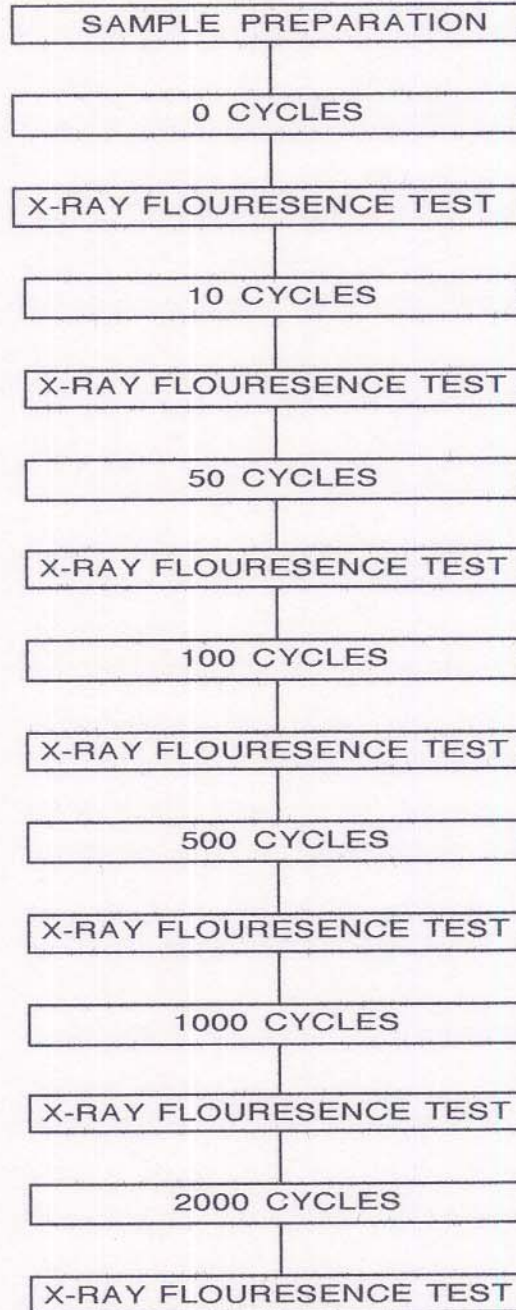 SAMPLE PREPARATION
0 CYCLES
X-RAY FLOURESENCE TEST
10 CYCLES
X-RAY FLOURESENCE TEST
50 CYCLES
X-RAY FLOURESENCE TEST
100 CYCLES
X-RAY FLOURESENCE TEST
500 CYCLES
X-RAY FLOURESENCE TEST
1000 CYCLES
X-RAY FLOURESENCE TEST
2000 CYCLES
X-RAY FLOURESENCE TEST